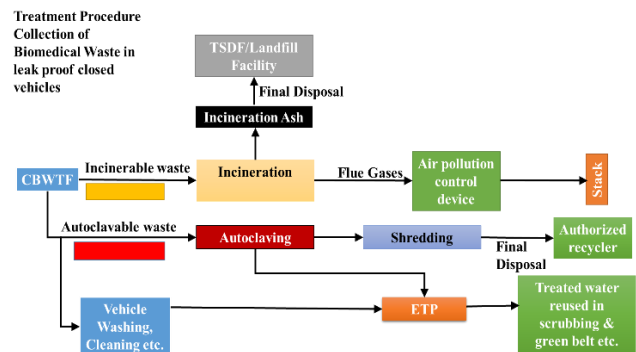 Treatment Procedure
Collection of
Biomedical Waste in
leak proof closed
vehicles
TSDF/Landfill
Facility
Final Disposal
Incineration Ash
CBWTF
Incinerable waste
Incineration
Flue Gases
Air pollution
control
device
Stack
Autoclavable waste
Autoclaving
Shredding
Final
Disposal
Authorized
recycler
Vehicle
Washing,
Cleaning etc.
ETP
Treated water
reused in
scrubbing &
green belt etc.